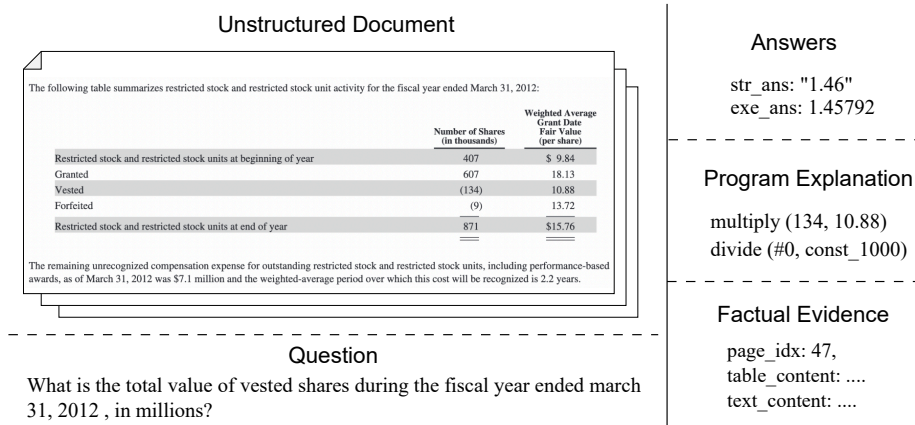 Unstructured Document
The following table summarizes restricted stock and restricted stock unit activity for the fiscal year ended March 31, 2012:
Number of Shares
(in thousands)
Weighted Average
Grant Date
Fair Value
(per share)
Restricted stock and restricted stock units at beginning of year 407 $ 9.84
Granted 607 18.13
Vested (134) 10.88
Forfeited (9) 13.72
Restricted stock and restricted stock units at end of year 871 $15.76
The remaining unrecognized compensation expense for outstanding restricted stock and restricted stock units, including performance-based
awards, as of March 31, 2012 was $7.1 million and the weighted-average period over which this cost will be recognized is 2.2 years.
Question
What is the total value of vested shares during the fiscal year ended march
31, 2012 , in millions?
Answers
str_ans: "1.46"
exe_ans: 1.45792
Program Explanation
multiply (134, 10.88)
divide (#0, const_1000)
Factual Evidence
page_idx: 47,
table_content: ....
text_content: ....